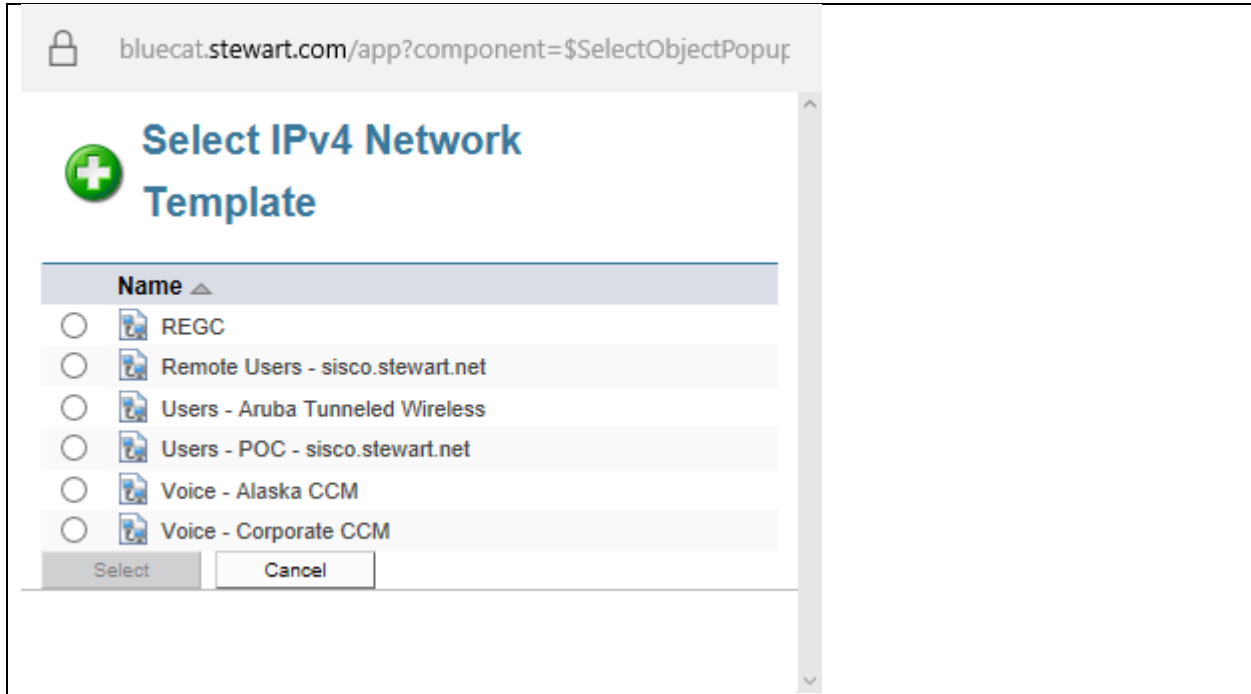 bluecat.stewart.com/app?component=$SelectObjectPopup
Select IPv4 Network
Template
Name
REGC
Remote Users - sisco.stewart.net
Users - Aruba Tunneled Wireless
Users - POC - sisco.stewart.net
Voice - Alaska CCM
Voice - Corporate CCM
Select Cancel